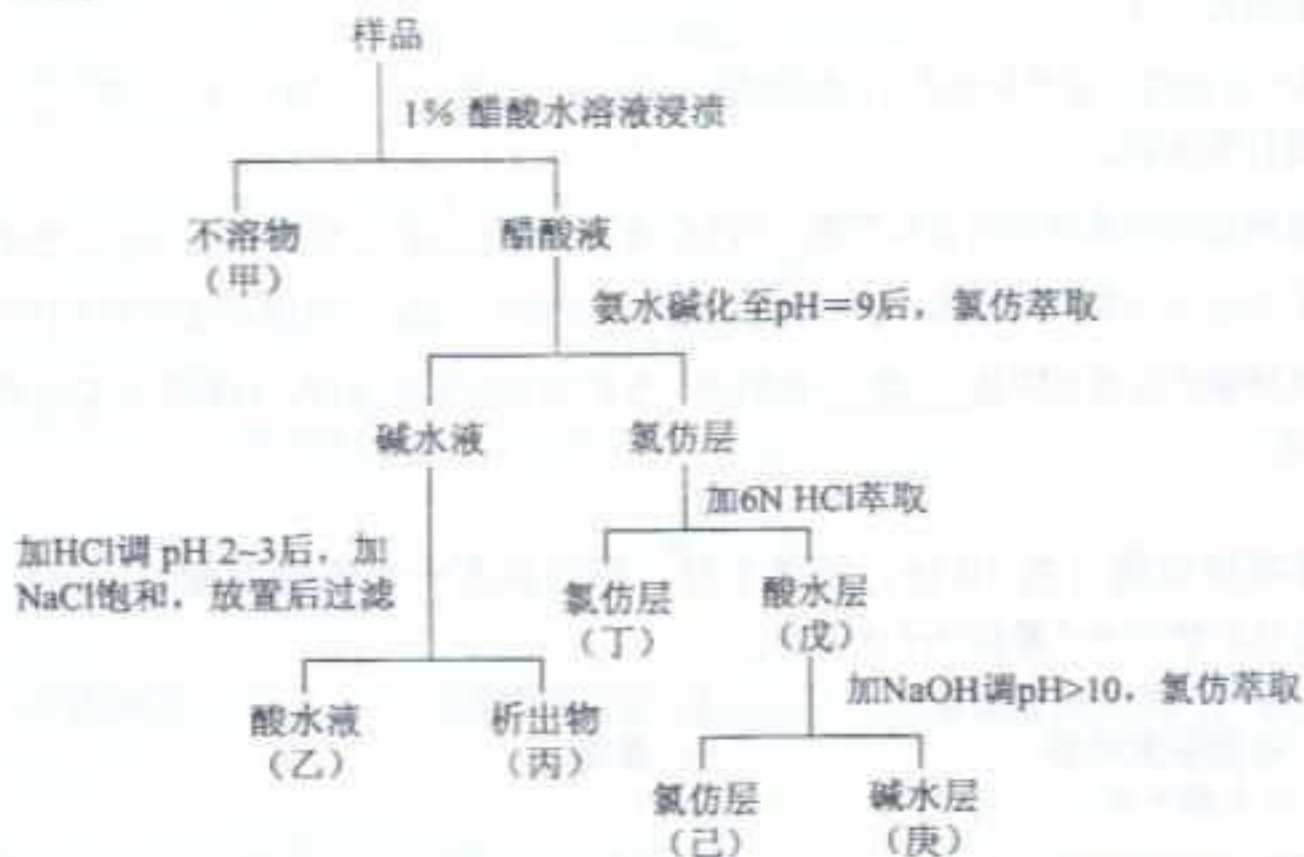 样品
1% 醋酸水溶液浸渍
不溶物
(甲)
醋酸液
氨水碱化至pH=9后，氯仿萃取
碱水液
氯仿层
加6N HCl萃取
加HCl调 pH 2~3后，加
NaCl饱和，放置后过滤
氯仿层
(丁)
酸水层
(戊)
加NaOH调pH>10，氯仿萃取
酸水液
(乙)
析出物
(丙)
氯仿层
(己)
碱水层
(庚)